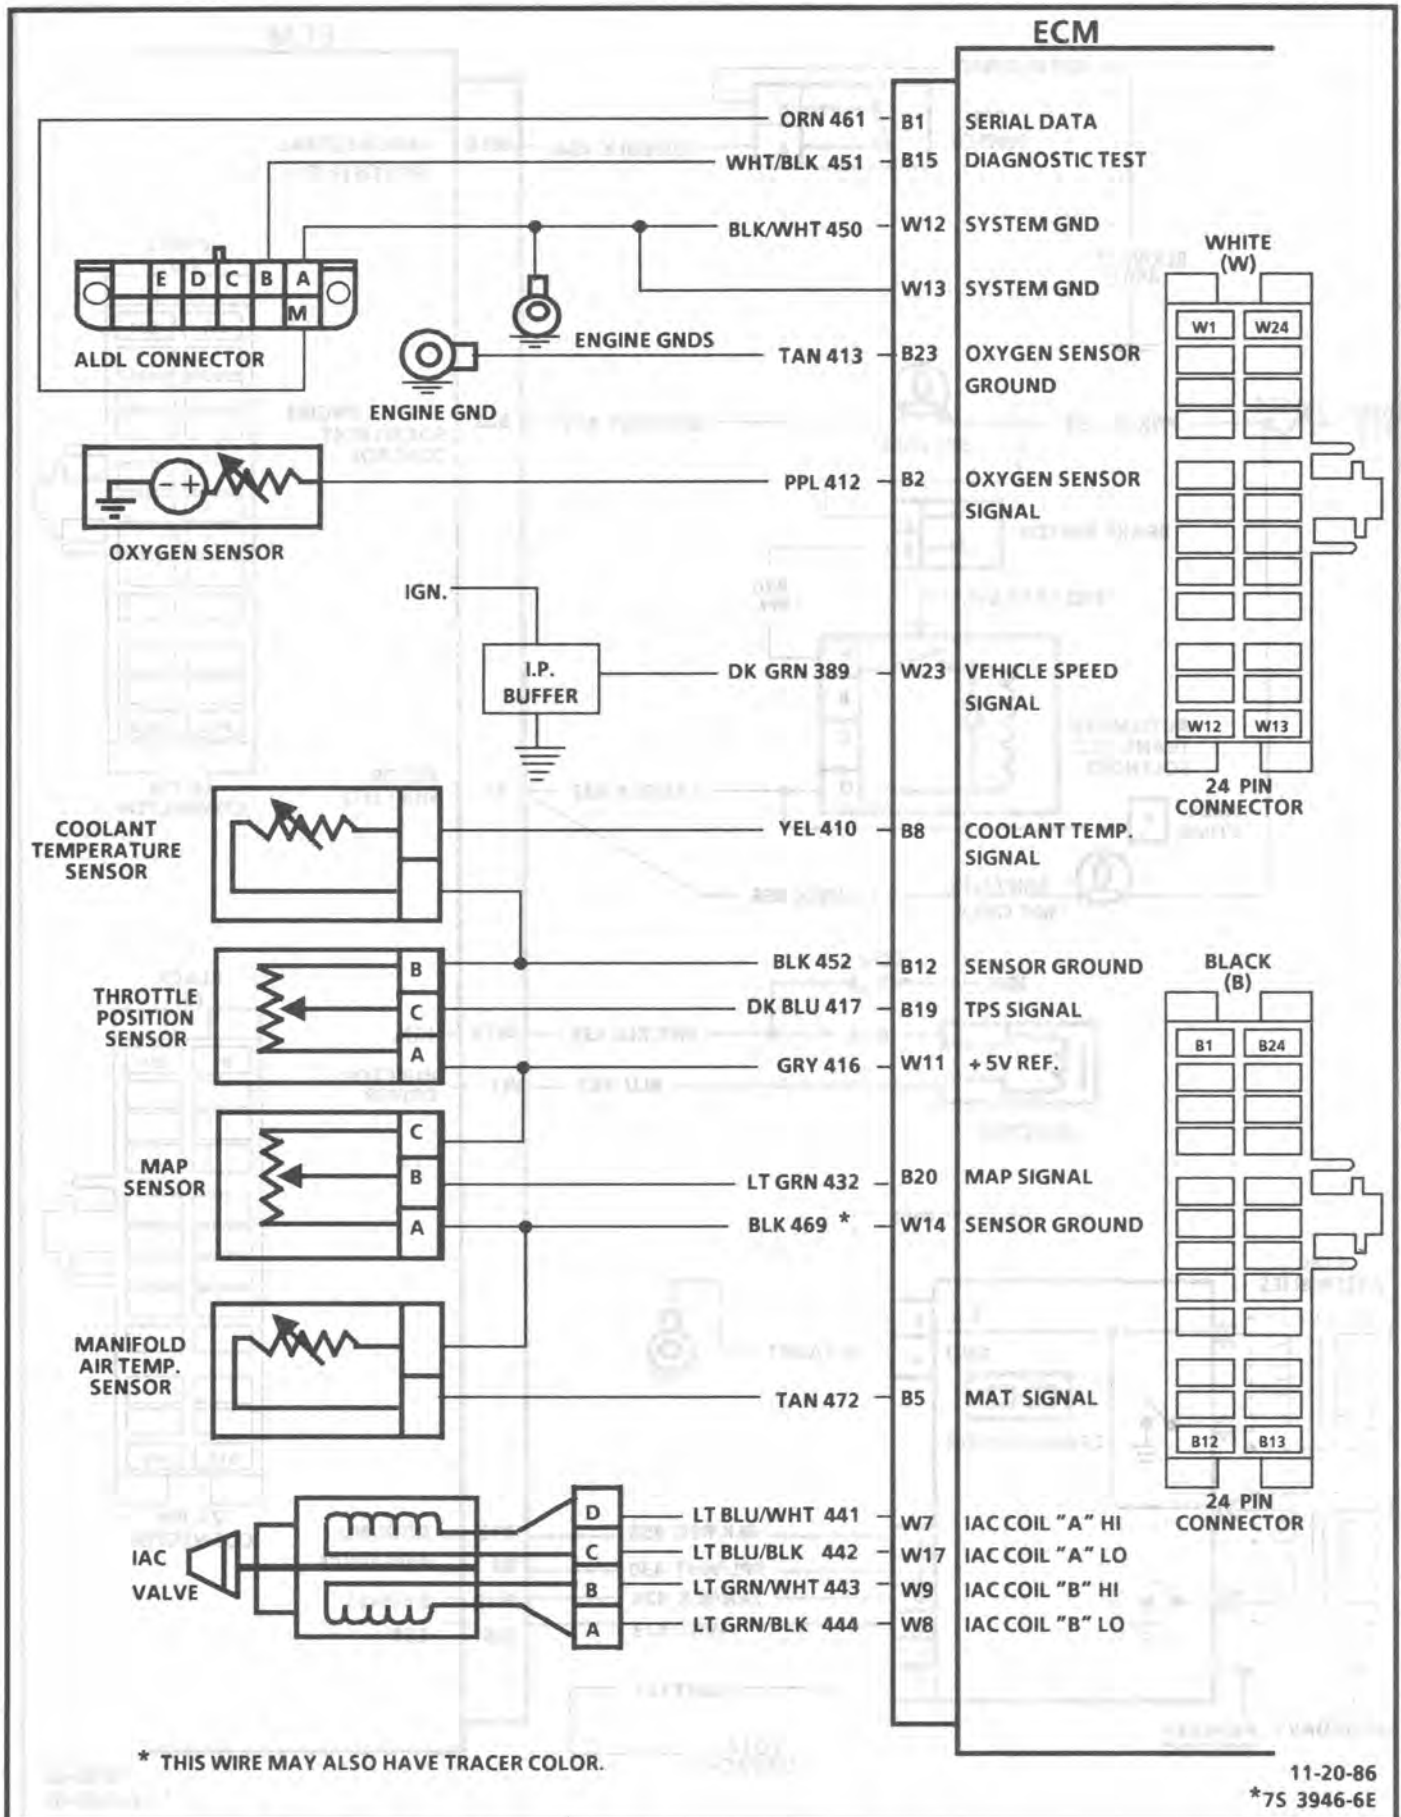 ECM
ORN 461 B1 SERIAL DATA
WHT/BLK 451 B15 DIAGNOSTIC TEST
BLK/WHT 450 W12 SYSTEM GND
W13 SYSTEM GND
E D C B A
M
ALDL CONNECTOR
ENGINE GNDS
TAN 413 B23 OXYGEN SENSOR
GROUND
ENGINE GND
PPL 412 B2 OXYGEN SENSOR
SIGNAL
OXYGEN SENSOR
IGN.
I.P.
BUFFER
DK GRN 389 W23 VEHICLE SPEED
SIGNAL
WHITE
(W)
W1 W24
W12 W13
24 PIN
CONNECTOR
COOLANT
TEMPERATURE
SENSOR
YEL 410 B8 COOLANT TEMP.
SIGNAL
THROTTLE
POSITION
SENSOR
B
C
A
BLK 452 B12 SENSOR GROUND
DK BLU 417 B19 TPS SIGNAL
GRY 416 W11 + 5V REF.
MAP
SENSOR
C
B
A
LT GRN 432 B20 MAP SIGNAL
BLK 469 * W14 SENSOR GROUND
MANIFOLD
AIR TEMP.
SENSOR
TAN 472 B5 MAT SIGNAL
BLACK
(B)
B1 B24
B12 B13
24 PIN
CONNECTOR
IAC
VALVE
D LT BLU/WHT 441 W7 IAC COIL "A" HI
C LT BLU/BLK 442 W17 IAC COIL "A" LO
B LT GRN/WHT 443 W9 IAC COIL "B" HI
A LT GRN/BLK 444 W8 IAC COIL "B" LO
* THIS WIRE MAY ALSO HAVE TRACER COLOR.
11-20-86
*7S 3946-6E